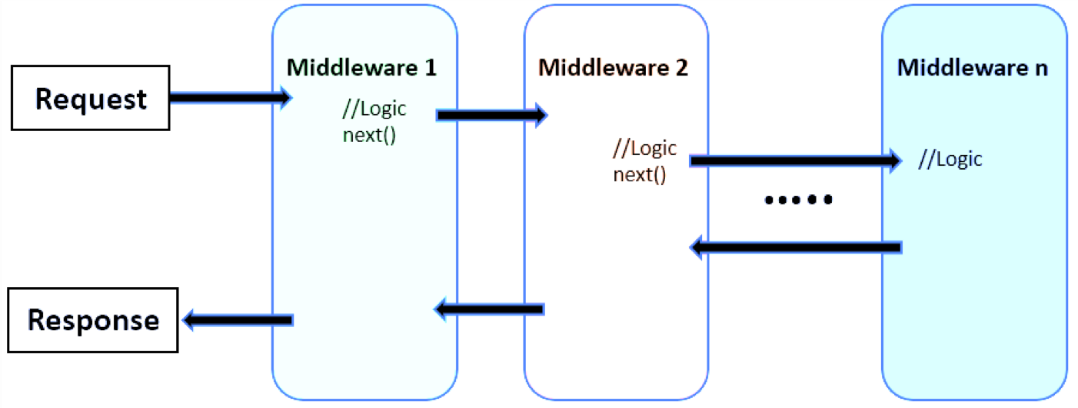 Middleware 1
Middleware 2
Middleware n
Request
//Logic
next()
//Logic
next()
//Logic
.....
Response